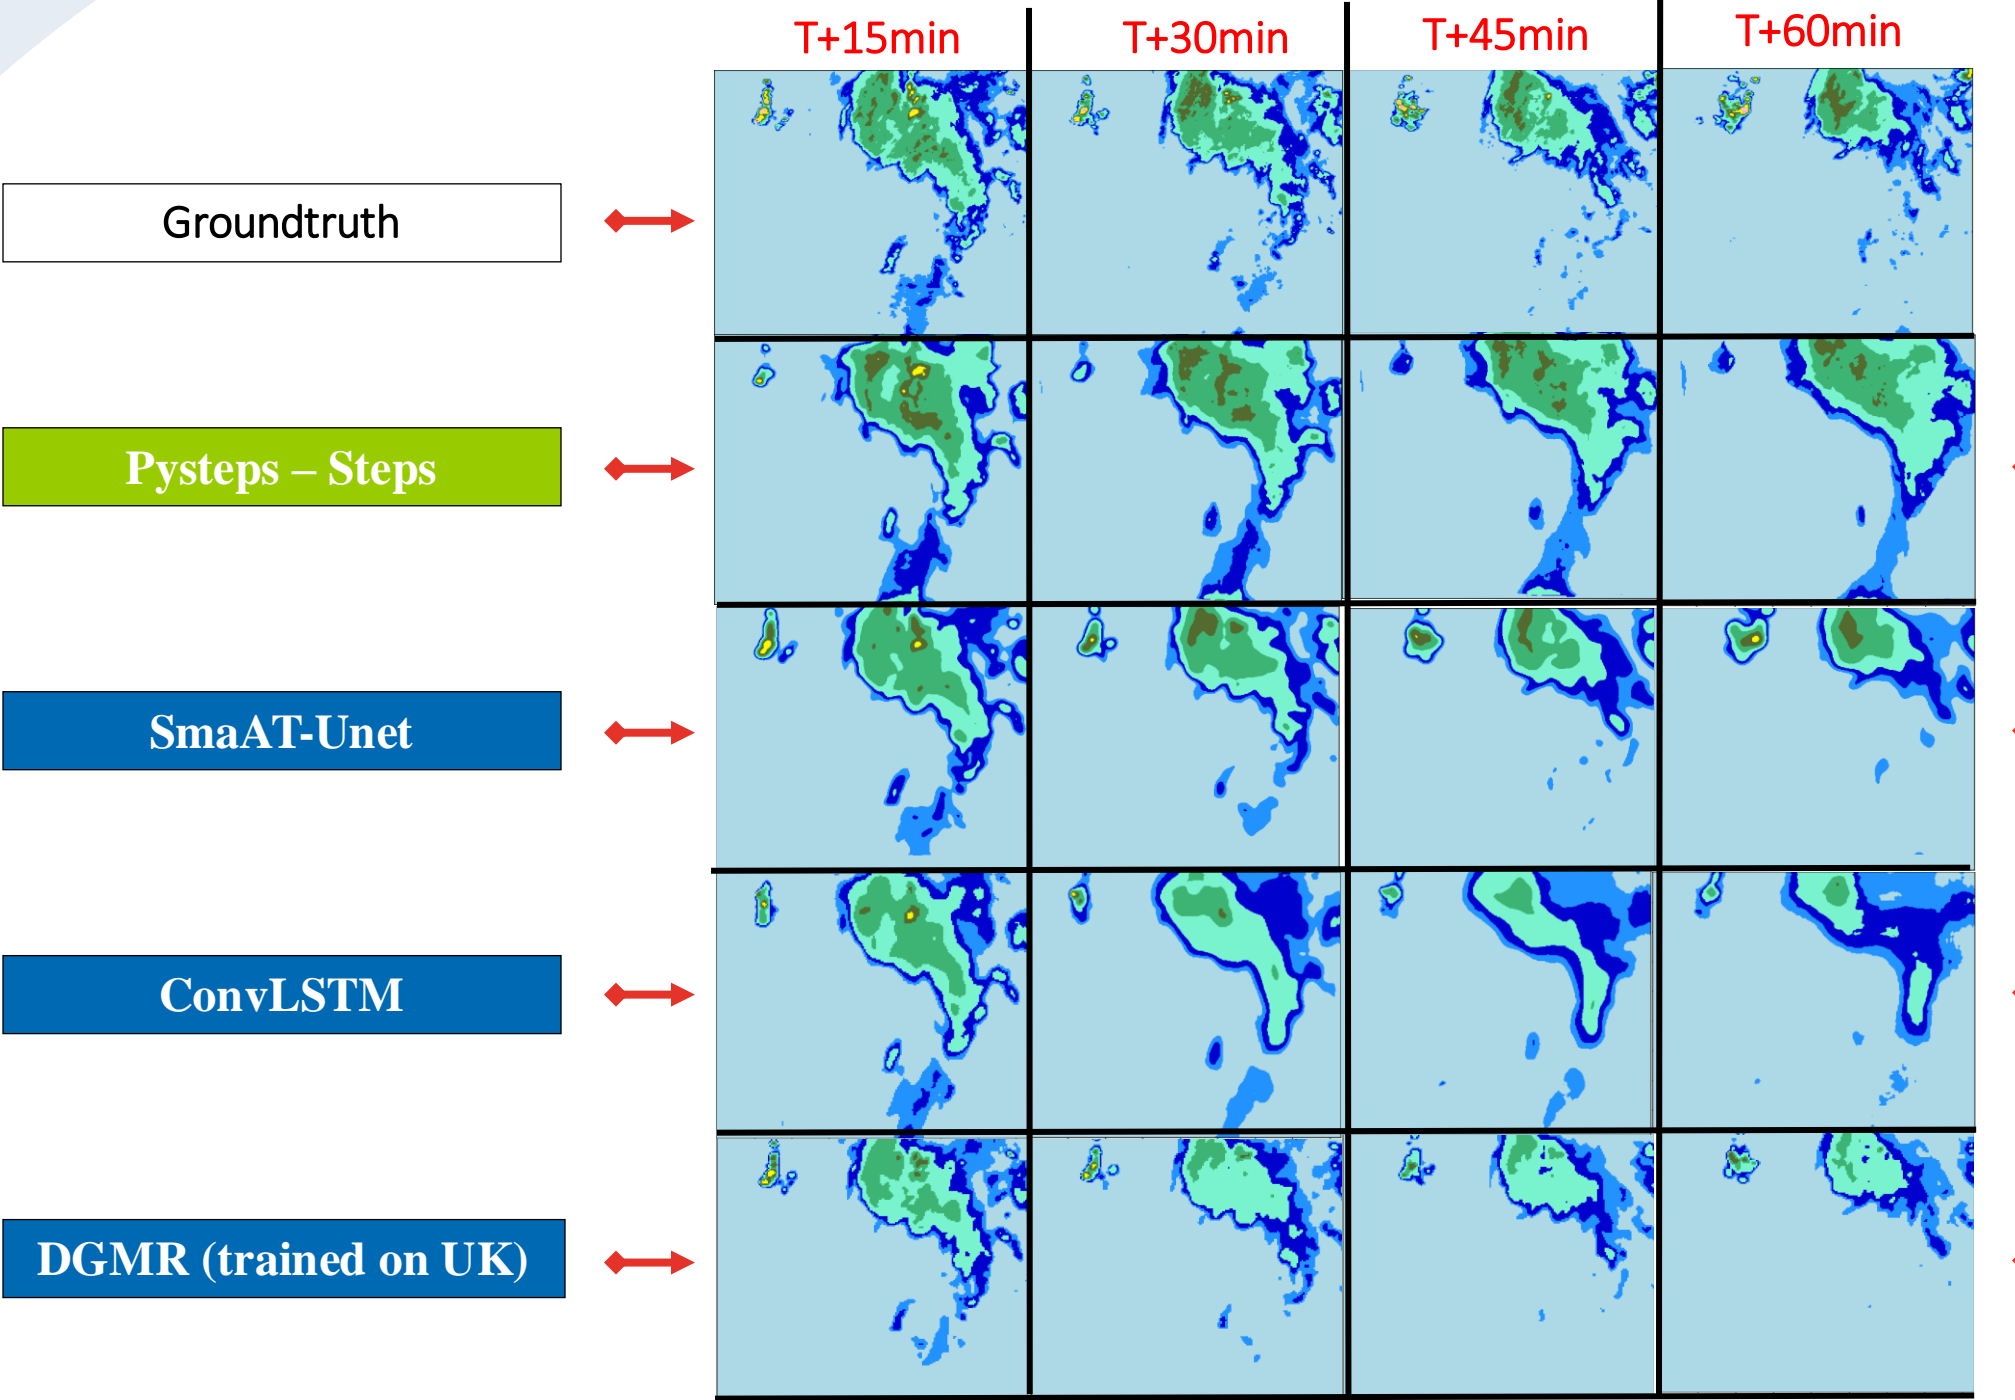 T+15min
T+30min
T+45min
T+60min
Groundtruth
Pysteps – Steps
SmaAT-Unet
ConvLSTM
DGMR (trained on UK)